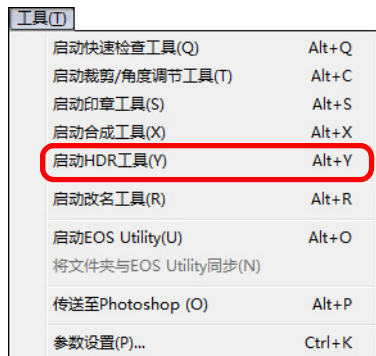 工具(T)
启动快速检查工具(Q) Alt+Q
启动裁剪/角度调节工具(T) Alt+C
启动印章工具(S) Alt+S
启动合成工具(X) Alt+X
启动HDR工具(Y) Alt+Y
启动改名工具(R) Alt+R
启动EOS Utility(U) Alt+O
将文件夹与EOS Utility同步(N)
传送至Photoshop (O) Alt+P
参数设置(P)... Ctrl+K